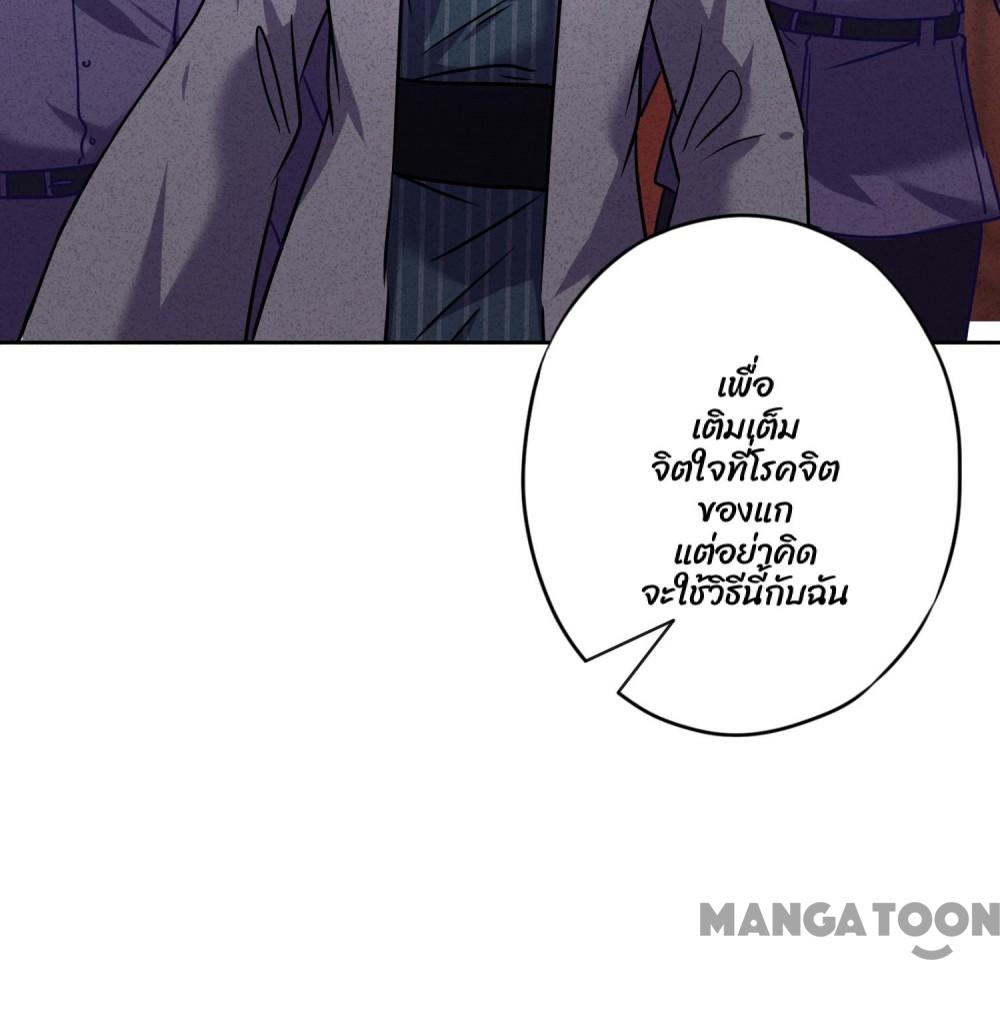 เพื่อ
เติมเต็ม
จิตใจที่โรคจิต
ของแก
แต่อย่าคิด
จะใช้วิธีนี้กับฉัน
MANGATOON